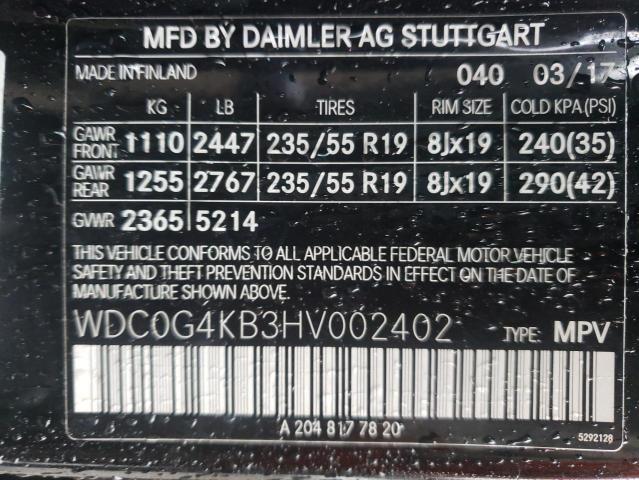 MFD BY DAIMLER AG STUTTGART
MADE IN FINLAND 040 03/17
KG LB TIRES RIM SIZE COLD KPA (PSI)
GAWR FRONT 1110 2447 235/55 R19 8Jx19 240(35)
GAWR REAR 1255 2767 235/55 R19 8Jx19 290(42)
GVWR 2365 5214
THIS VEHICLE CONFORMS TO ALL APPLICABLE FEDERAL MOTOR VEHICLE
SAFETY AND THEFT PREVENTION STANDARDS IN EFFECT ON THE DATE OF
MANUFACTURE SHOWN ABOVE.
WDC0G4KB3HV002402 TYPE: MPV
A 204 817 78 20
5292128